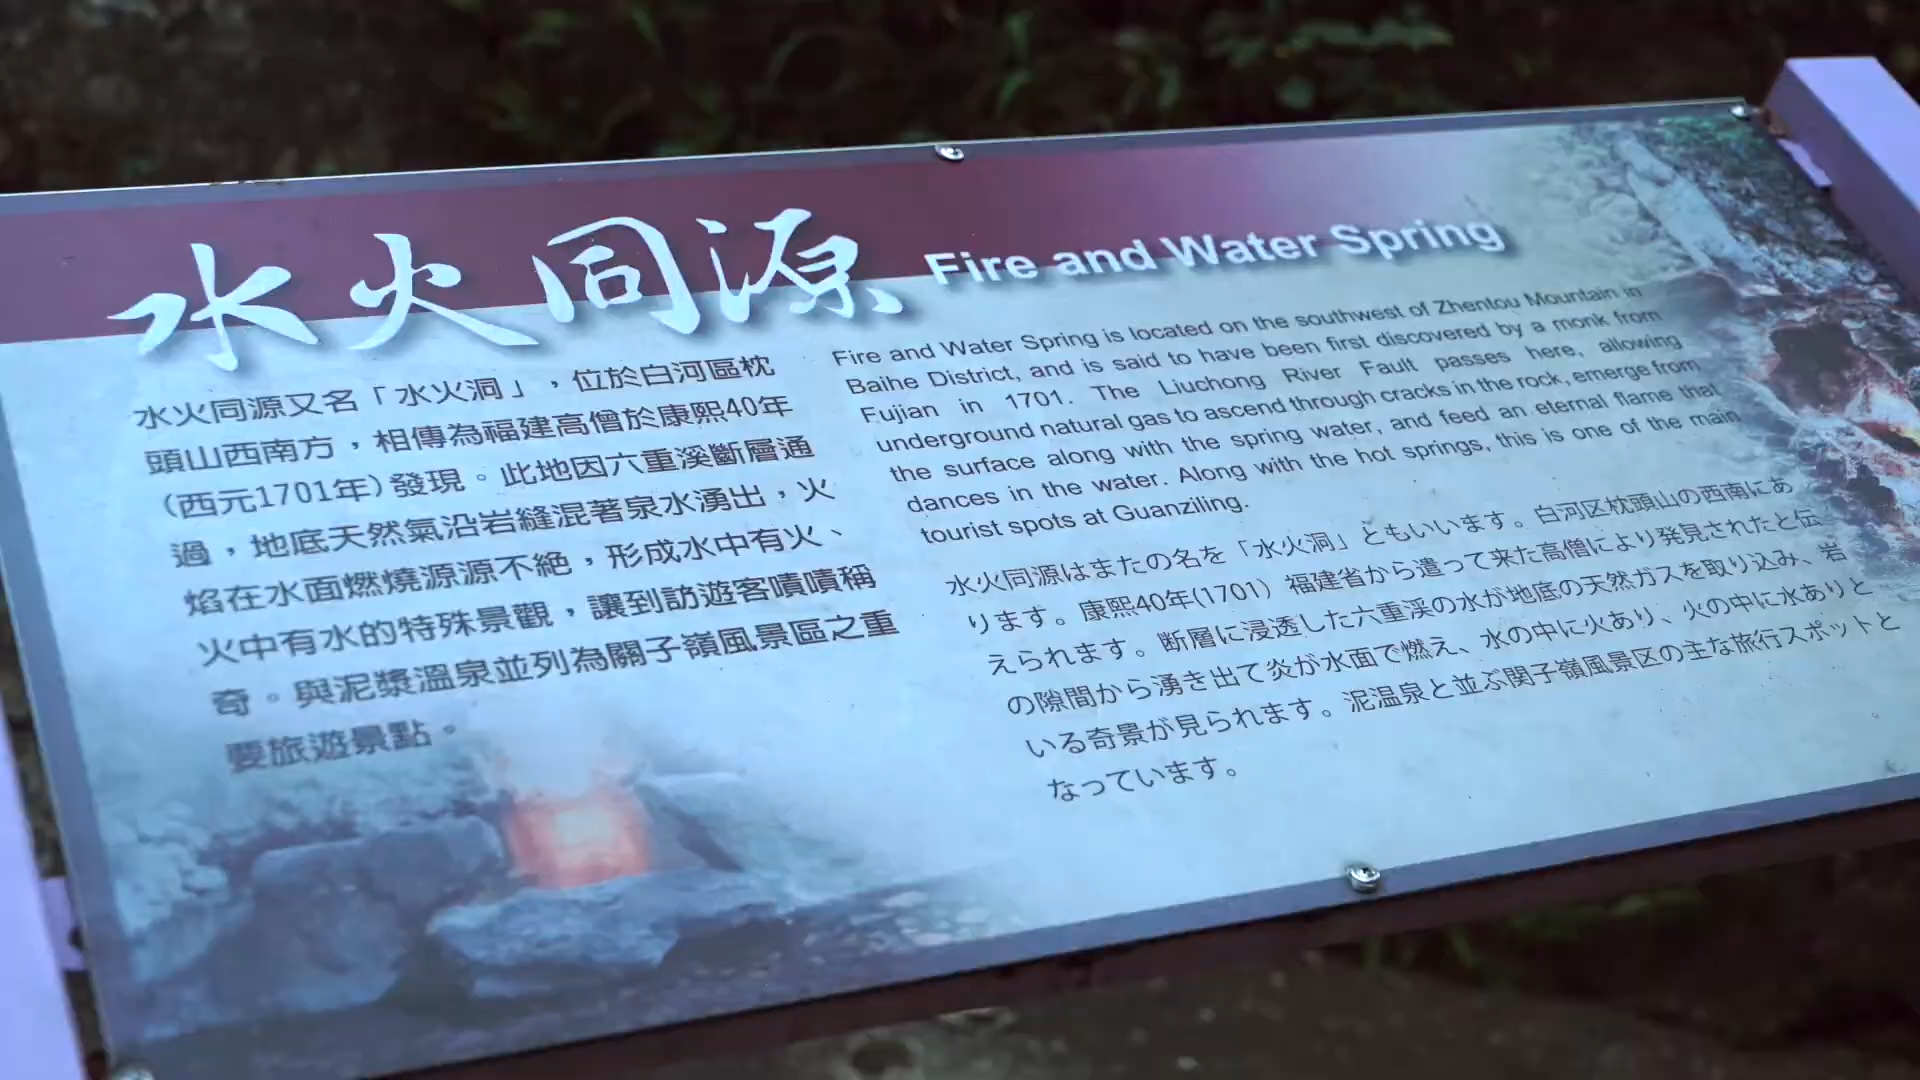 水火同源 Fire and Water Spring
水火同源又名「水火洞」，位於白河區枕
頭山西南方，相傳為福建高僧於康熙40年
(西元1701年)發現。此地因六重溪斷層通
過，地底天然氣沿岩縫混著泉水湧出，火
焰在水面燃燒源源不絕，形成水中有火、
火中有水的特殊景觀，讓到訪遊客嘖嘖稱
奇。與泥漿溫泉並列為關子嶺風景區之重
要旅遊景點。
Fire and Water Spring is located on the southwest of Zhentou Mountain in
Baihe District, and is said to have been first discovered by a monk from
Fujian in 1701. The Liuchong River Fault passes here, allowing
underground natural gas to ascend through cracks in the rock, emerge from
the surface along with the spring water, and feed an eternal flame that
dances in the water. Along with the hot springs, this is one of the main
tourist spots at Guanziling.
水火同源はまたの名を「水火洞」ともいいます。白河区枕頭山の西南にあ
ります。康熙40年(1701）福建省から遣って来た高僧により発見されたと伝
えられます。断層に浸透した六重渓の水が地底の天然ガスを取り込み、岩
の隙間から湧き出て炎が水面で燃え、水の中に火あり、火の中に水ありと
いる奇景が見られます。泥温泉と並ぶ関子嶺風景区の主な旅行スポットと
なっています。